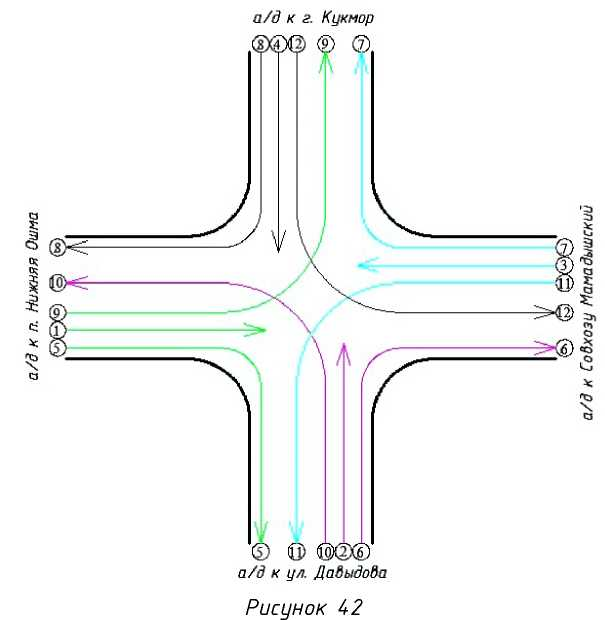 а/д к г. Кукмор
8 4 12 9 7
а/д к п. Нижняя Ошма
8
10
9
1
5
7
3
11
12
6
а/д к Совхозу Мамадышский
5 11 10 2 6
а/д к ул. Давыдова
Рисунок 42